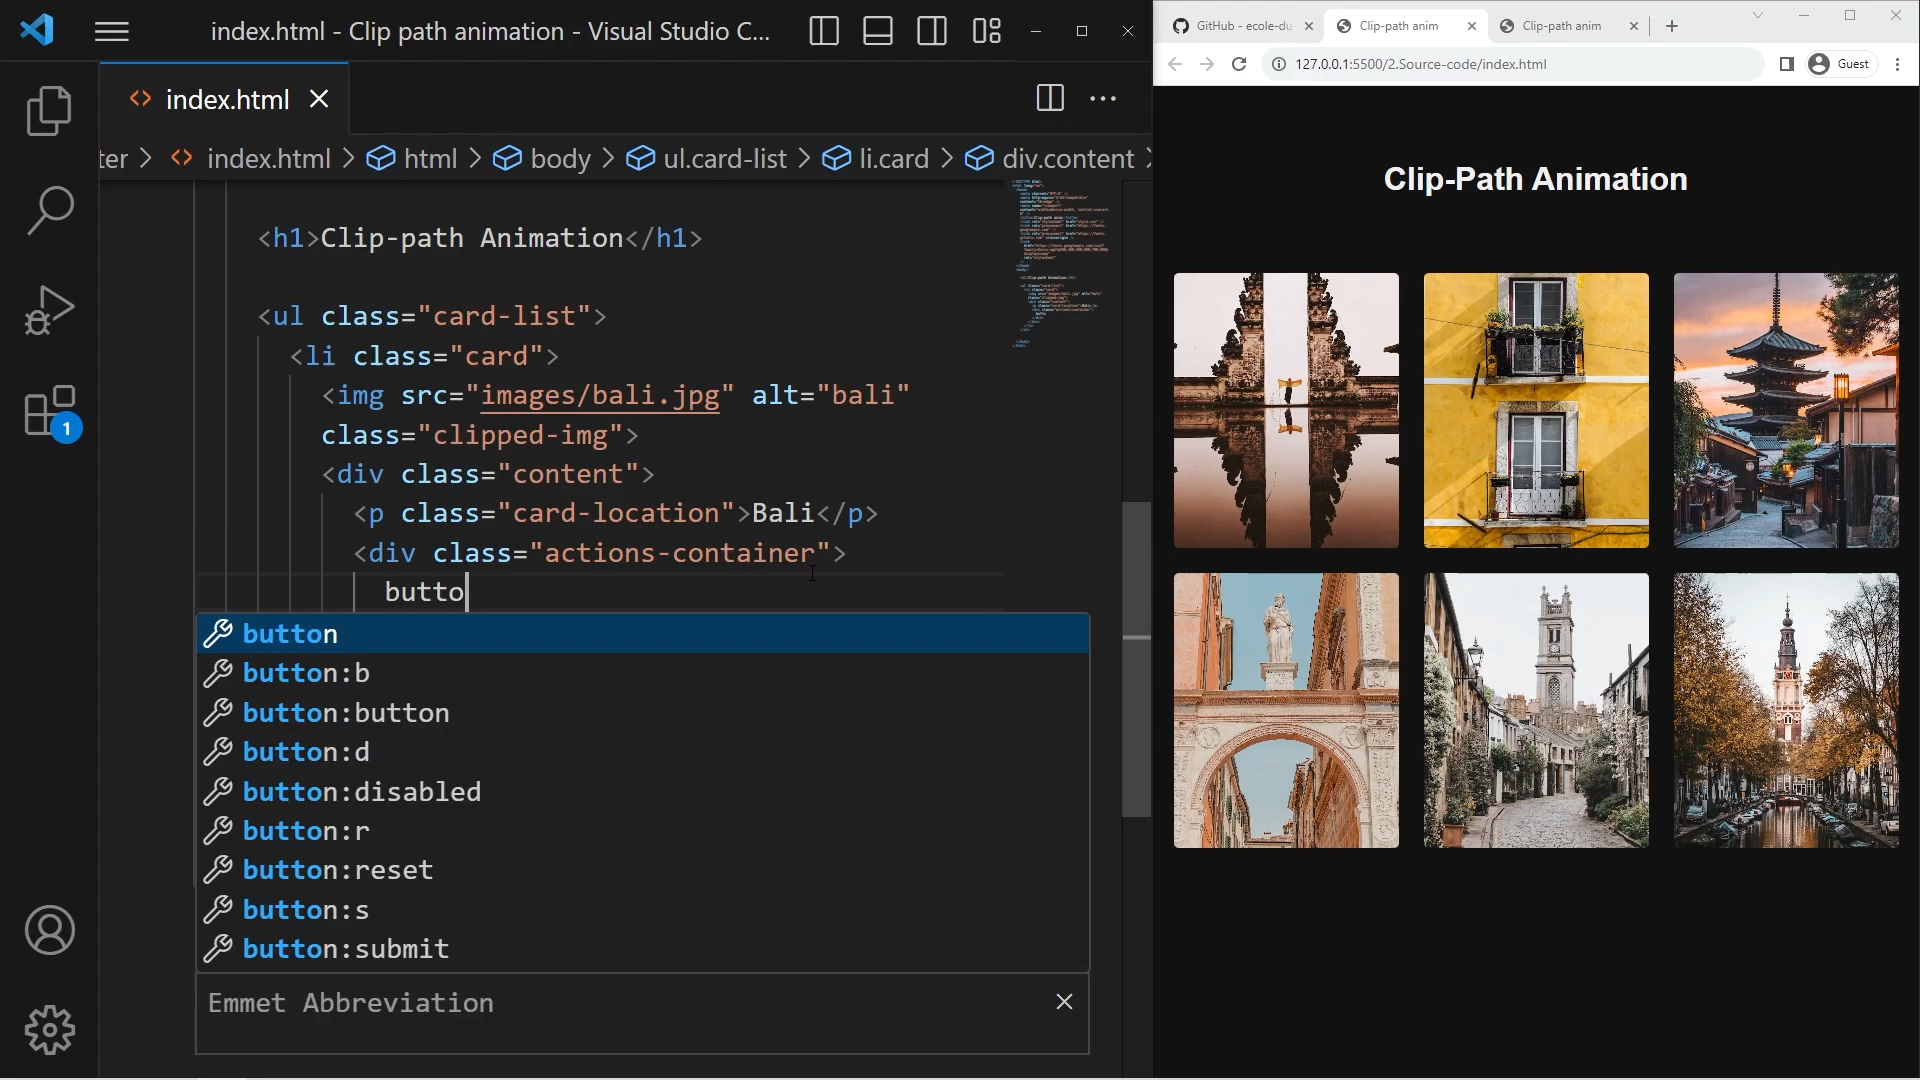 index.html - Clip path animation - Visual Studio C...
index.html
ter > index.html > html > body > ul.card-list > li.card > div.content >
<h1>Clip-path Animation</h1>
<ul class="card-list">
<li class="card">
<img src="images/bali.jpg" alt="bali"
class="clipped-img">
<div class="content">
<p class="card-location">Bali</p>
<div class="actions-container">
butto
button
button:b
button:button
button:d
button:disabled
button:r
button:reset
button:s
button:submit
Emmet Abbreviation
1
GitHub - ecole-du
Clip-path anim
Clip-path anim
127.0.0.1:5500/2.Source-code/index.html
Guest
Clip-Path Animation